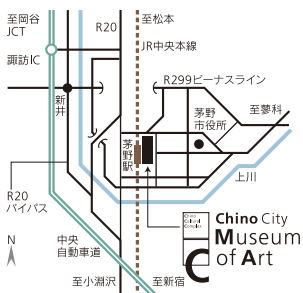 至岡谷
JCT
R20
至松本
諏訪IC
JR中央本線
R299ビーナスライン
新井
茅野
市役所
至蓼科
茅野駅
上川
R20
バイパス
Chino
Cultural
Complex
Chino City
Museum
of Art
C
N
中央
自動車道
至小淵沢
至新宿